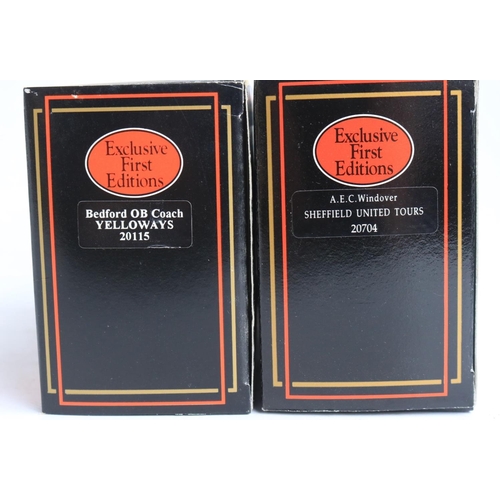 Exclusive
First
Editions
Bedford OB Coach
YELLOWAYS
20115
Exclusive
First
Editions
A.E.C.Windover
SHEFFIELD UNITED TOURS
20704